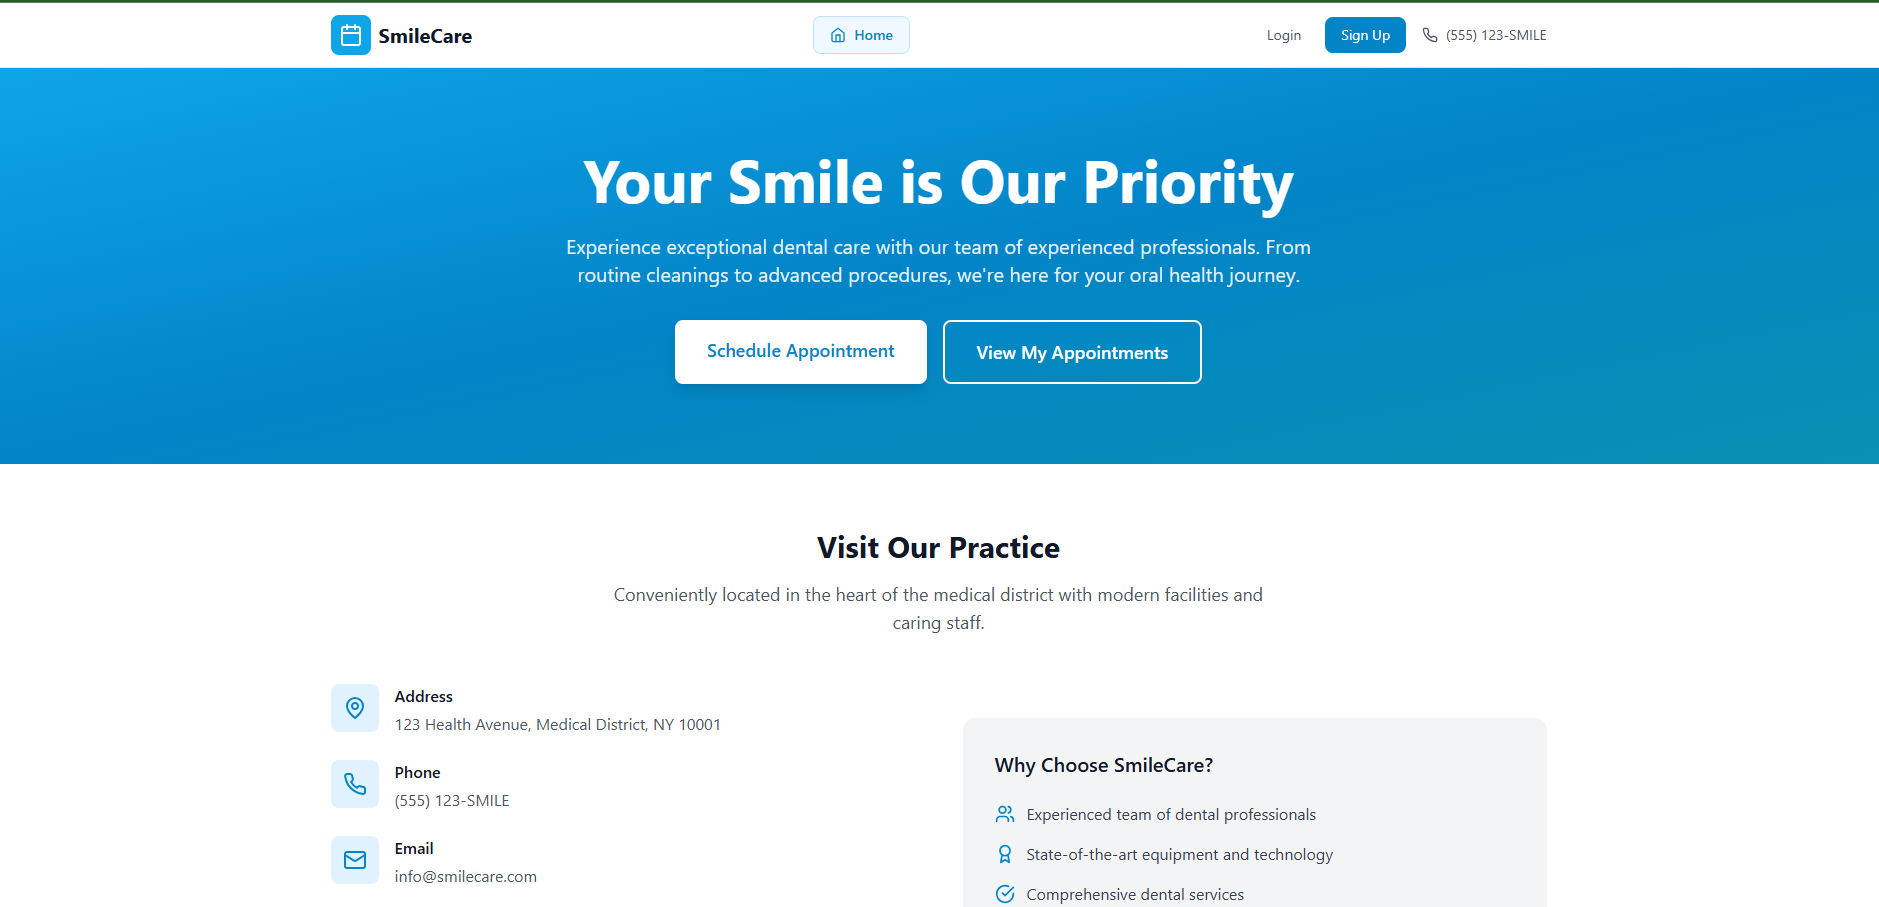 SmileCare
Home
Login
Sign Up
(555) 123-SMILE
Your Smile is Our Priority
Experience exceptional dental care with our team of experienced professionals. From
routine cleanings to advanced procedures, we're here for your oral health journey.
Schedule Appointment
View My Appointments
Visit Our Practice
Conveniently located in the heart of the medical district with modern facilities and
caring staff.
Address
123 Health Avenue, Medical District, NY 10001
Phone
(555) 123-SMILE
Email
info@smilecare.com
Why Choose SmileCare?
Experienced team of dental professionals
State-of-the-art equipment and technology
Comprehensive dental services